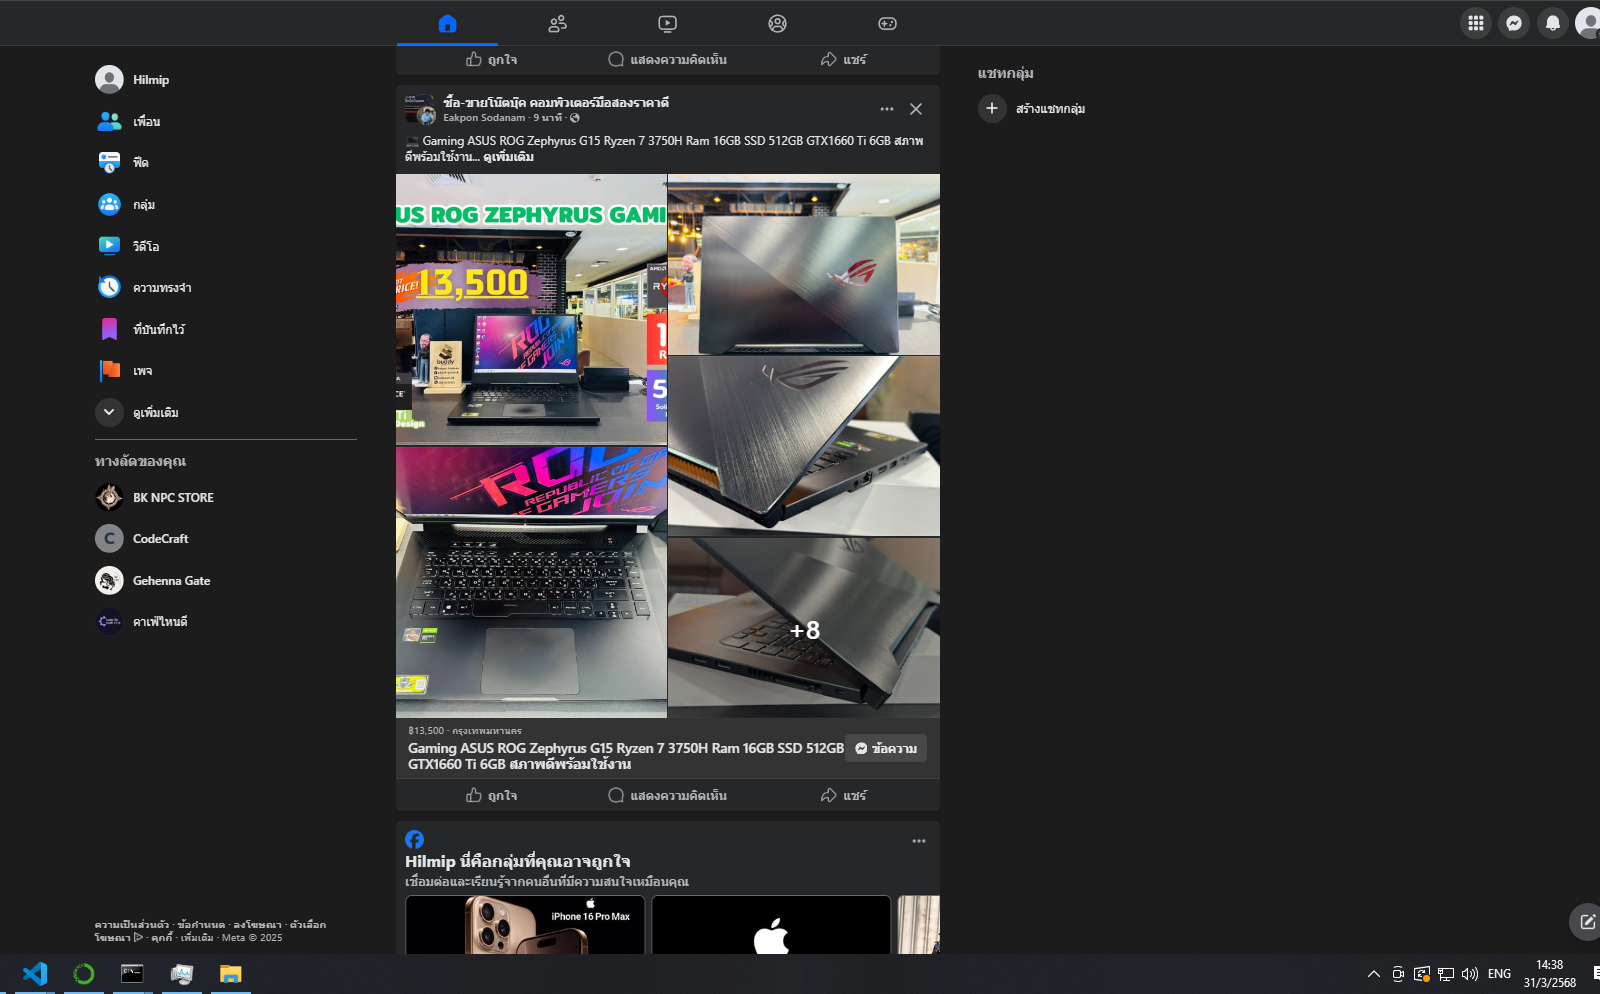 Hilmip
เพื่อน
ฟีด
กลุ่ม
วิดีโอ
ความทรงจำ
ที่บันทึกไว้
เพจ
ดูเพิ่มเติม
ทางลัดของคุณ
BK NPC STORE
CodeCraft
C
Gehenna Gate
คาเฟ่ไหนดี
ความเป็นส่วนตัว · ข้อกำหนด · ลงโฆษณา · ตัวเลือก
โฆษณา · คุกกี้ · เพิ่มเติม · Meta © 2025
ถูกใจ
แสดงความคิดเห็น
แชร์
ซื้อ-ขายโน๊ตบุ๊ค คอมพิวเตอร์มือสองราคาดี
Eakpon Sodanam · 9 นาที ·
Gaming ASUS ROG Zephyrus G15 Ryzen 7 3750H Ram 16GB SSD 512GB GTX1660 Ti 6GB สภาพ
ดีพร้อมใช้งาน... ดูเพิ่มเติม
US ROG ZEPHYRUS GAMI
RICE!
13,500
AMD
RY
1
R
5
Soli
Design
buddy
ROG
REPUBLIC OF
GAMERS
JOIN
ROG
REPUBLIC OF GAMERS
JOIN
+8
฿13,500 · กรุงเทพมหานคร
Gaming ASUS ROG Zephyrus G15 Ryzen 7 3750H Ram 16GB SSD 512GB
GTX1660 Ti 6GB สภาพดีพร้อมใช้งาน
ข้อความ
ถูกใจ
แสดงความคิดเห็น
แชร์
Hilmip นี่คือกลุ่มที่คุณอาจถูกใจ
เชื่อมต่อและเรียนรู้จากคนอื่นที่มีความสนใจเหมือนคุณ
iPhone 16 Pro Max
แชทกลุ่ม
สร้างแชทกลุ่ม
ENG
14:38
31/3/2568